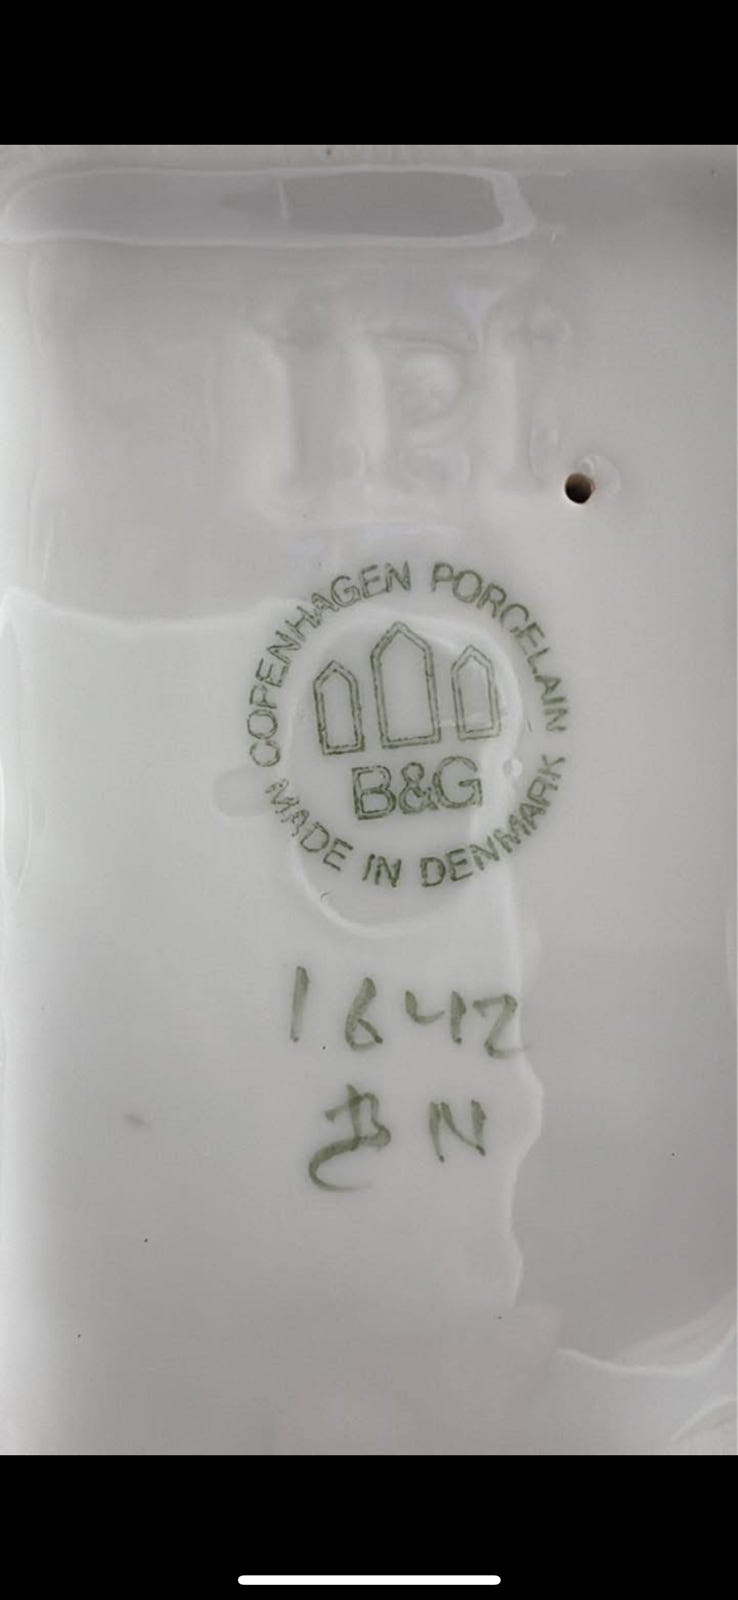 COPENHAGEN PORCELAIN
B&G
MADE IN DENMARK
1642